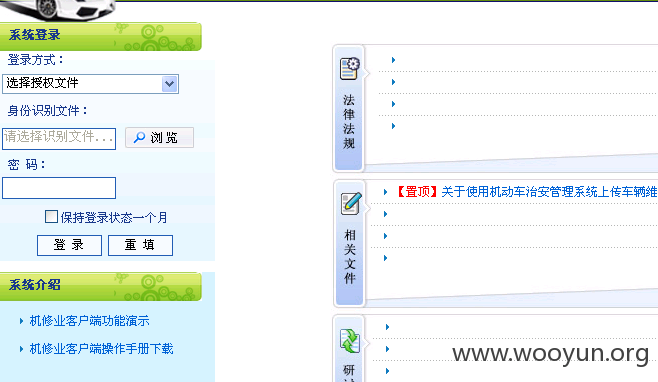 系统登录
登录方式：
选择授权文件
身份识别文件：
请选择识别文件...
浏览
密 码：
保持登录状态一个月
登 录
重 填
系统介绍
机修业客户端功能演示
机修业客户端操作手册下载
法律法规
相关文件
【置顶】关于使用机动车治安管理系统上传车辆维
研
www.wooyun.org